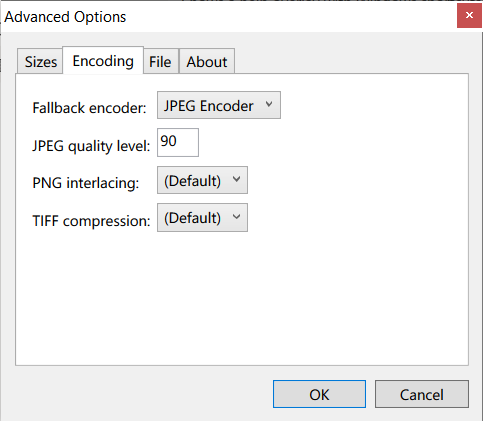 Advanced Options
Sizes Encoding File About
Fallback encoder: JPEG Encoder
JPEG quality level: 90
PNG interlacing: (Default)
TIFF compression: (Default)
OK Cancel